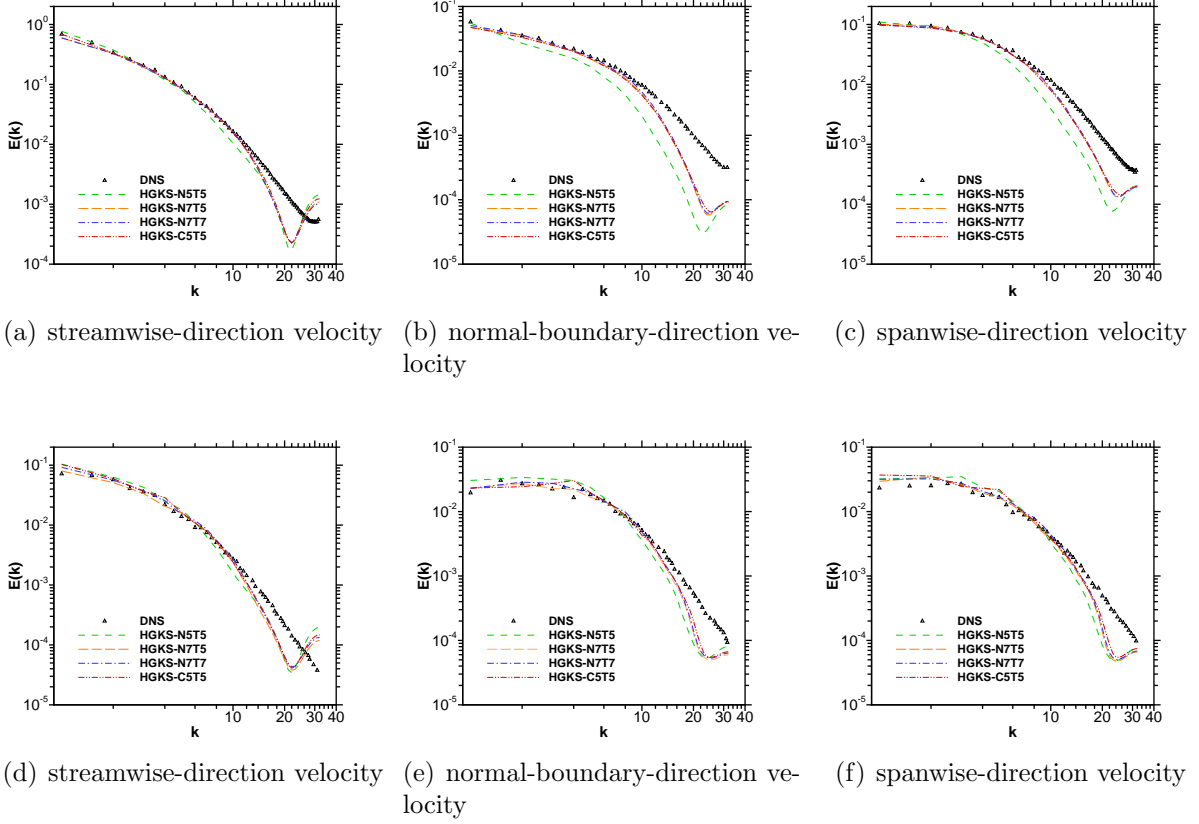 10^0
10^-1
10^-2
10^-3
10^-4
E(k)
DNS
HGKS-N5T5
HGKS-N7T5
HGKS-N7T7
HGKS-C5T5
10 20 30 40
k
(a) streamwise-direction velocity
10^-1
10^-2
10^-3
10^-4
10^-5
E(k)
DNS
HGKS-N5T5
HGKS-N7T5
HGKS-N7T7
HGKS-C5T5
10 20 30 40
k
(b) normal-boundary-direction ve-
locity
10^-1
10^-2
10^-3
10^-4
10^-5
E(k)
DNS
HGKS-N5T5
HGKS-N7T5
HGKS-N7T7
HGKS-C5T5
10 20 30 40
k
(c) spanwise-direction velocity
10^-1
10^-2
10^-3
10^-4
10^-5
E(k)
DNS
HGKS-N5T5
HGKS-N7T5
HGKS-N7T7
HGKS-C5T5
10 20 30 40
k
(d) streamwise-direction velocity
10^-1
10^-2
10^-3
10^-4
10^-5
E(k)
DNS
HGKS-N5T5
HGKS-N7T5
HGKS-N7T7
HGKS-C5T5
10 20 30 40
k
(e) normal-boundary-direction ve-
locity
10^-1
10^-2
10^-3
10^-4
10^-5
E(k)
DNS
HGKS-N5T5
HGKS-N7T5
HGKS-N7T7
HGKS-C5T5
10 20 30 40
k
(f) spanwise-direction velocity